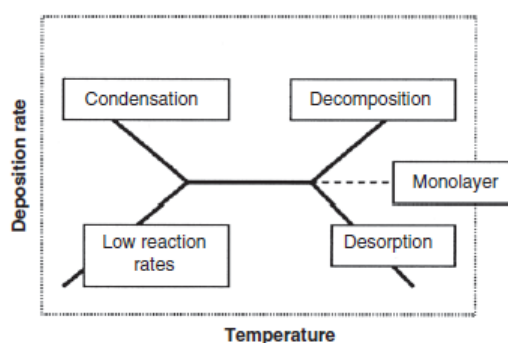 Condensation
Decomposition
Deposition rate
Monolayer
Low reaction
rates
Desorption
Temperature